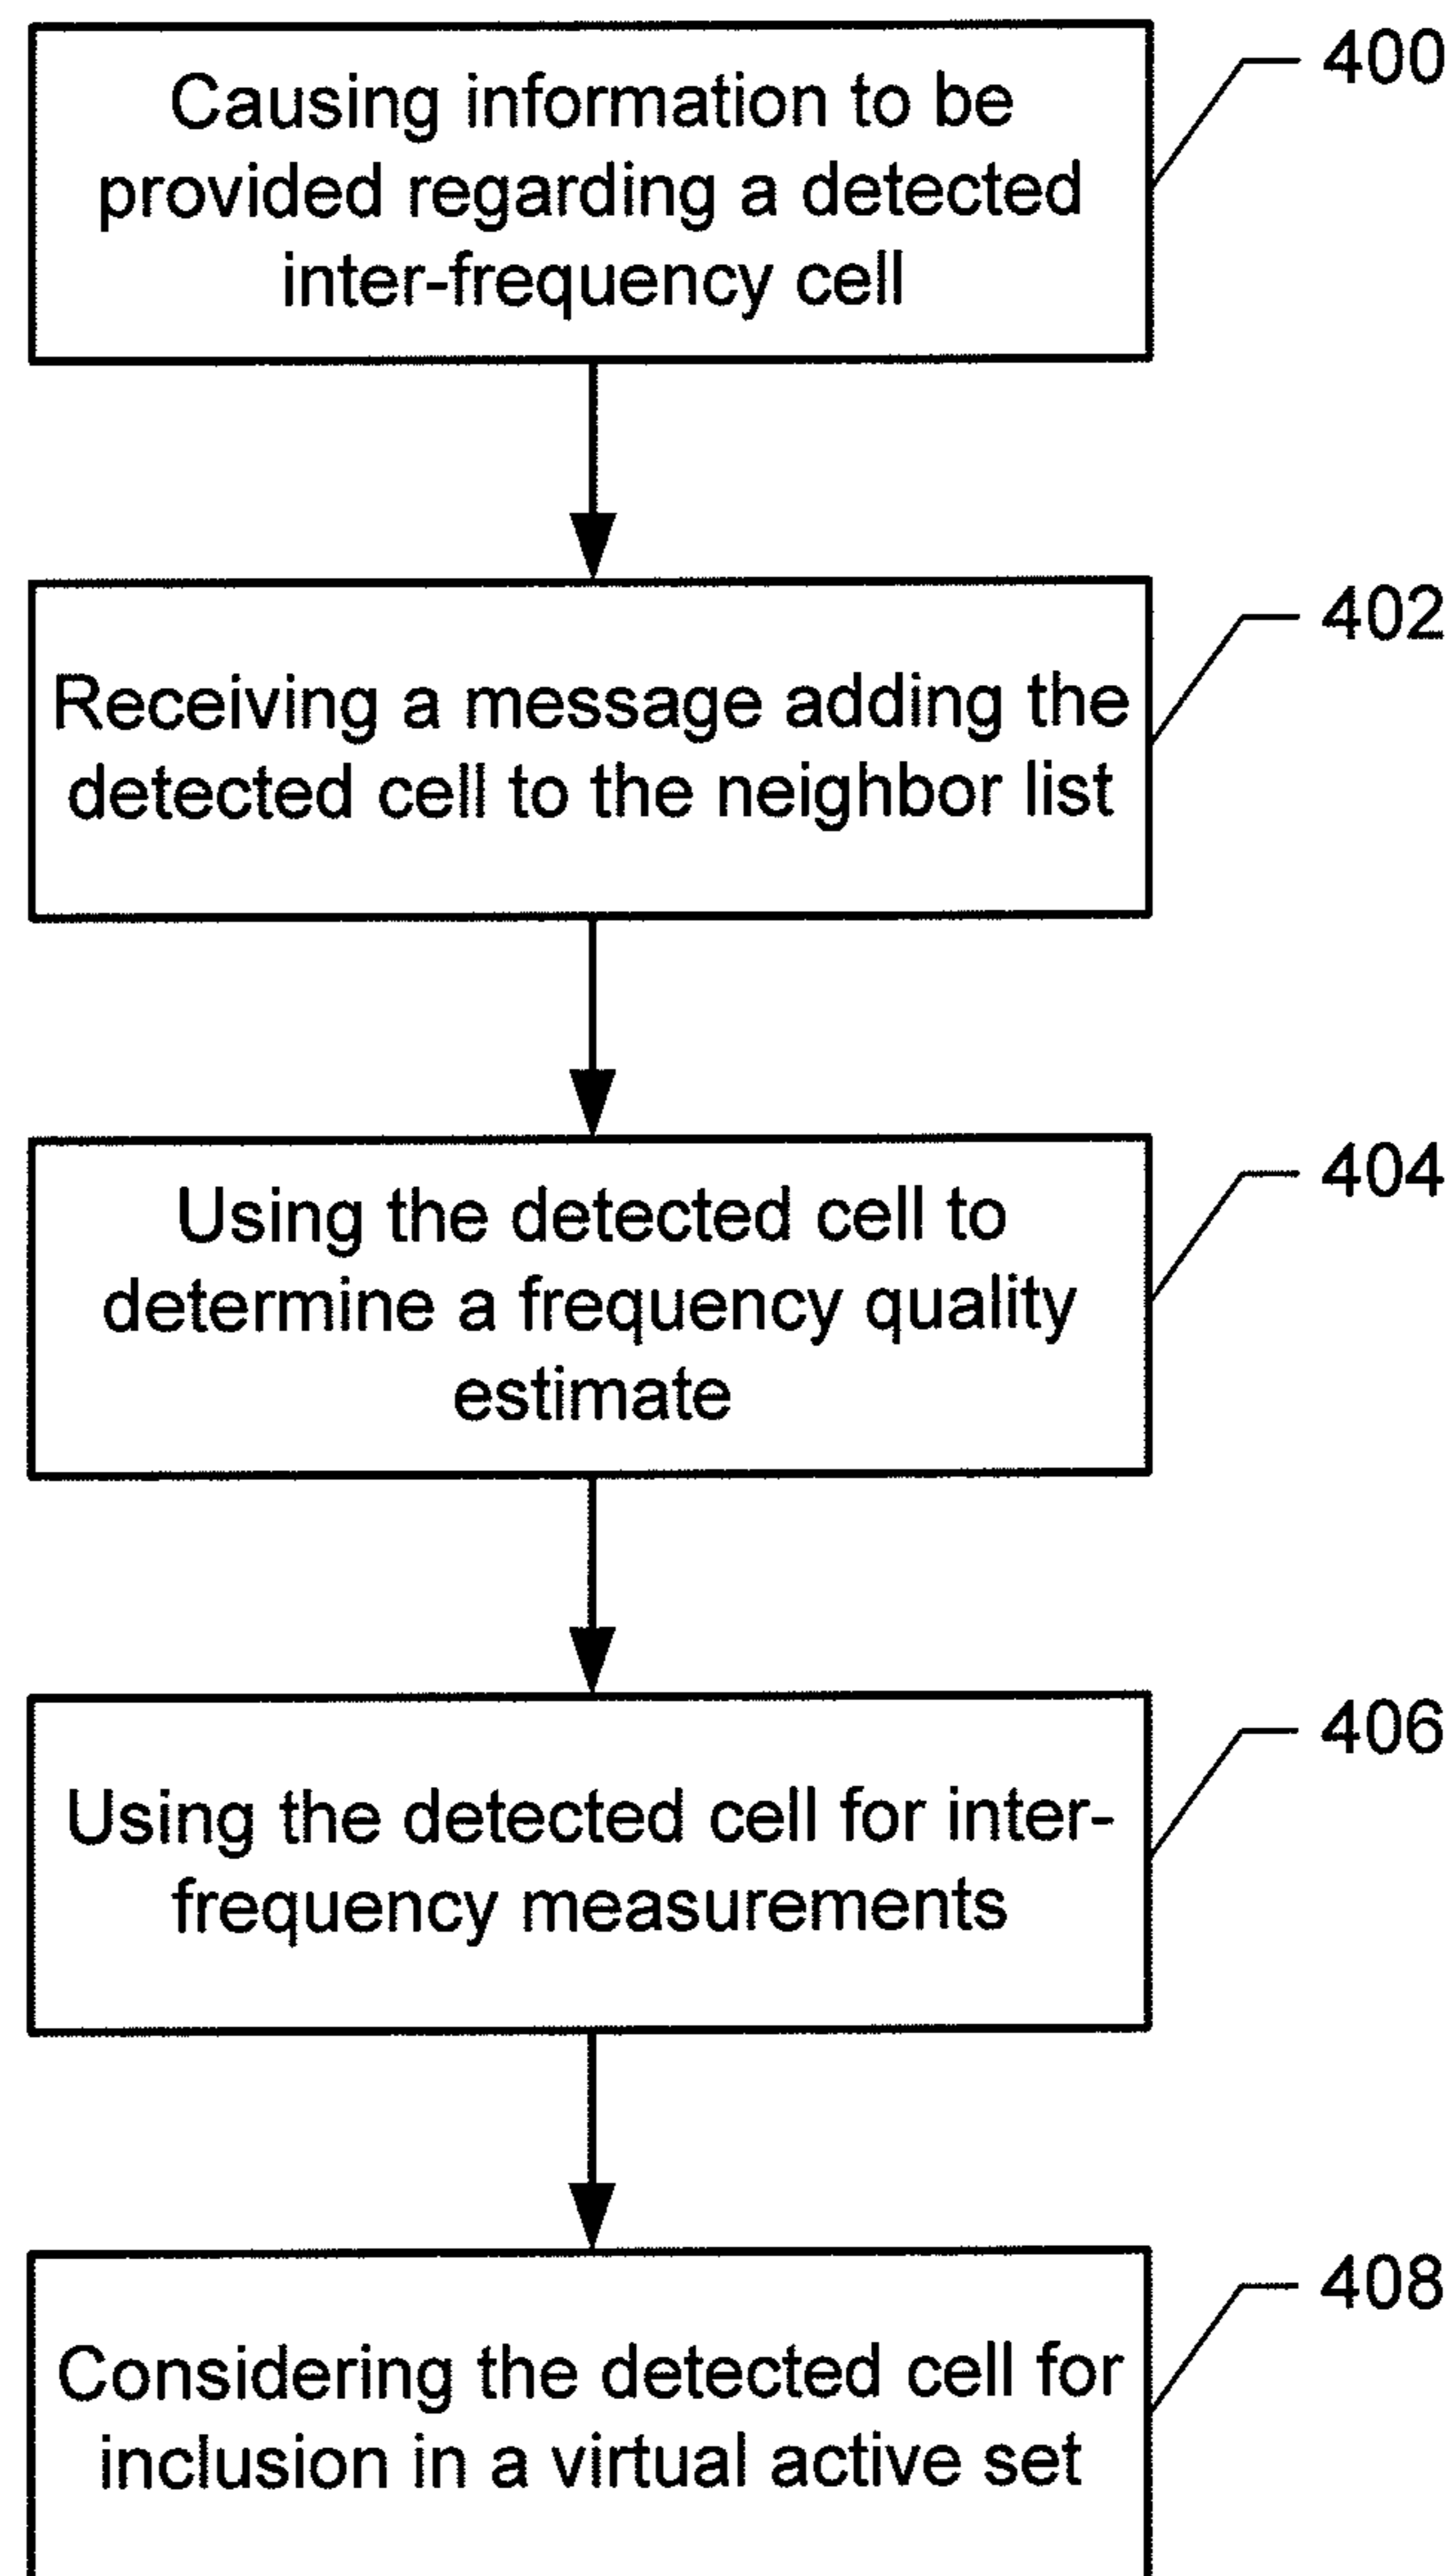 Causing information to be
provided regarding a detected
inter-frequency cell
400
Receiving a message adding the
detected cell to the neighbor list
402
Using the detected cell to
determine a frequency quality
estimate
404
Using the detected cell for inter-
frequency measurements
406
Considering the detected cell for
inclusion in a virtual active set
408